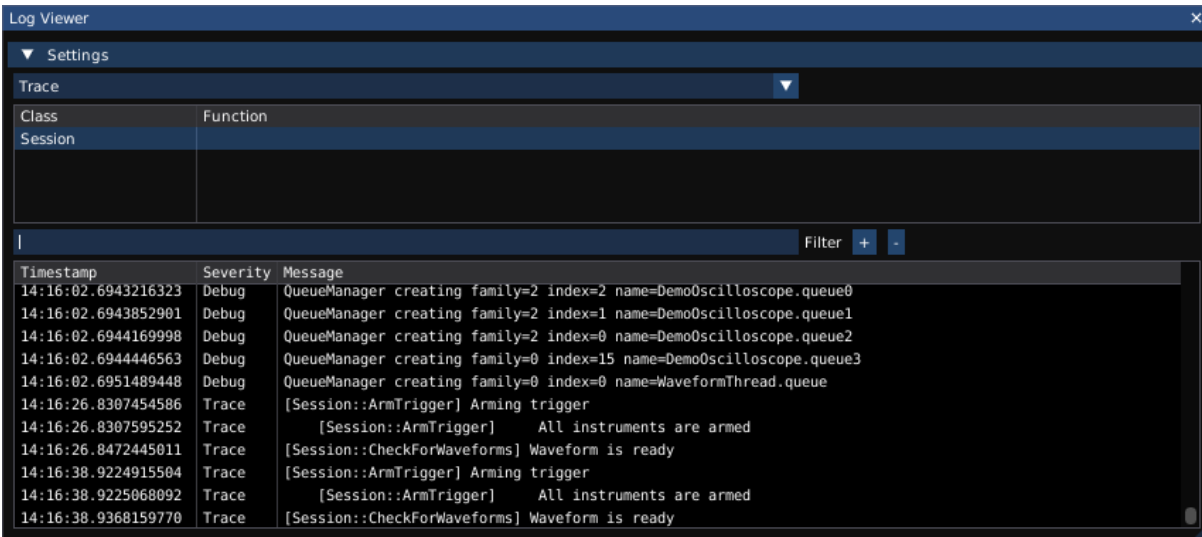 Log Viewer ×
▼ Settings
Trace ▼
Class Function
Session
Filter + -
Timestamp Severity Message
14:16:02.6943216323 Debug QueueManager creating family=2 index=2 name=DemoOscilloscope.queue0
14:16:02.6943852901 Debug QueueManager creating family=2 index=1 name=DemoOscilloscope.queue1
14:16:02.6944169998 Debug QueueManager creating family=2 index=0 name=DemoOscilloscope.queue2
14:16:02.6944446563 Debug QueueManager creating family=0 index=15 name=DemoOscilloscope.queue3
14:16:02.6951489448 Debug QueueManager creating family=0 index=0 name=WaveformThread.queue
14:16:26.8307454586 Trace [Session::ArmTrigger] Arming trigger
14:16:26.8307595252 Trace [Session::ArmTrigger] All instruments are armed
14:16:26.8472445011 Trace [Session::CheckForWaveforms] Waveform is ready
14:16:38.9224915504 Trace [Session::ArmTrigger] Arming trigger
14:16:38.9225068092 Trace [Session::ArmTrigger] All instruments are armed
14:16:38.9368159770 Trace [Session::CheckForWaveforms] Waveform is ready